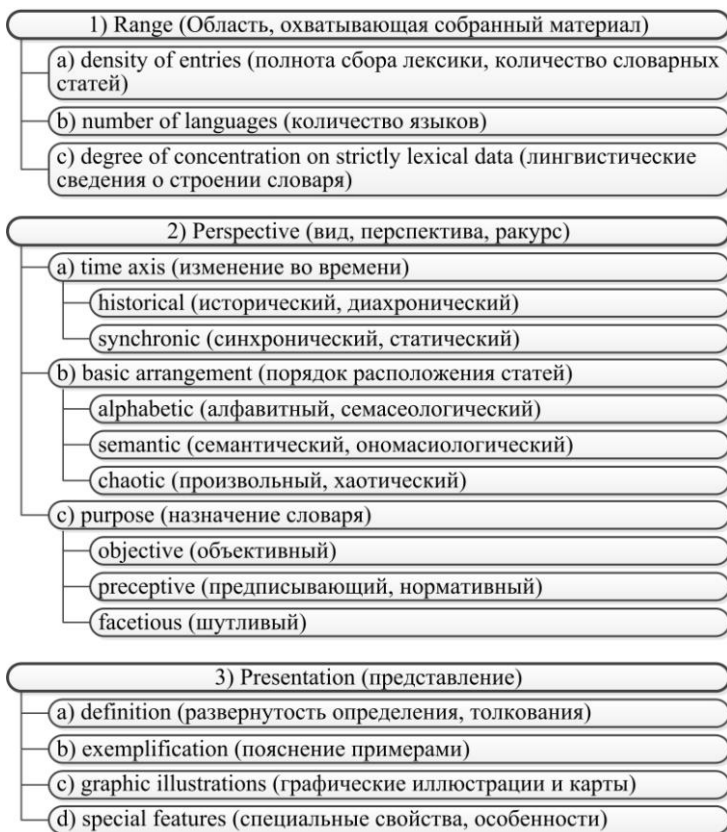 1) Range (Область, охватывающая собранный материал)
a) density of entries (полнота сбора лексики, количество словарных
статей)
b) number of languages (количество языков)
c) degree of concentration on strictly lexical data (лингвистические
сведения о строении словаря)
2) Perspective (вид, перспектива, ракурс)
a) time axis (изменение во времени)
historical (исторический, диахронический)
synchronic (синхронический, статический)
b) basic arrangement (порядок расположения статей)
alphabetic (алфавитный, семасеологический)
semantic (семантический, ономасиологический)
chaotic (произвольный, хаотический)
c) purpose (назначение словаря)
objective (объективный)
preceptive (предписывающий, нормативный)
facetious (шутливый)
3) Presentation (представление)
a) definition (развернутость определения, толкования)
b) exemplification (пояснение примерами)
c) graphic illustrations (графические иллюстрации и карты)
d) special features (специальные свойства, особенности)